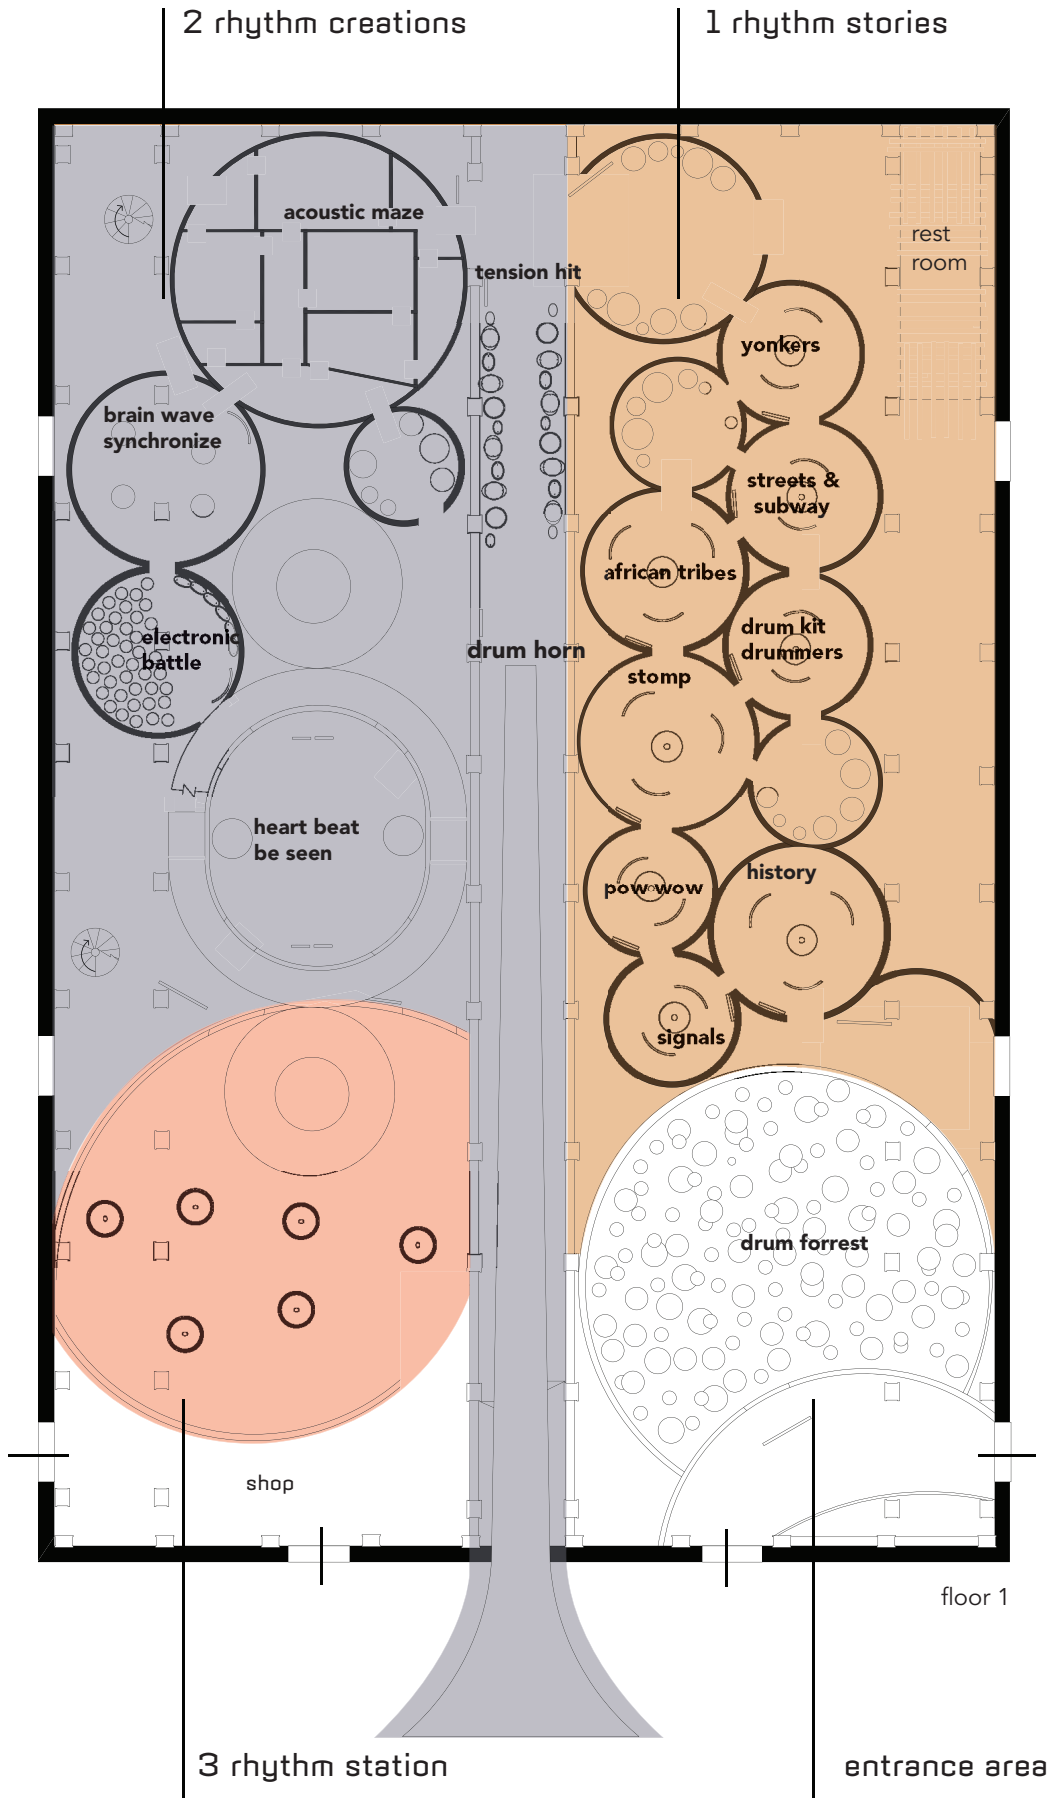 2 rhythm creations
1 rhythm stories
acoustic maze
rest
room
tension hit
yonkers
brain wave
synchronize
streets &
subway
african tribes
electronic
battle
drum kit
drummers
drum horn
stomp
heart beat
be seen
history
pow wow
signals
drum forrest
shop
floor 1
3 rhythm station
entrance area